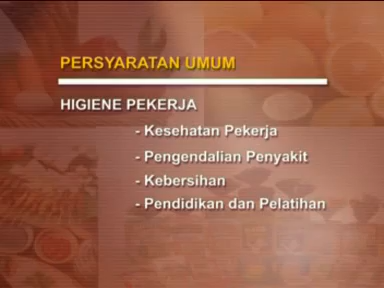 PERSYARATAN UMUM
HIGIENE PEKERJA
- Kesehatan Pekerja
- Pengendalian Penyakit
- Kebersihan
- Pendidikan dan Pelatihan